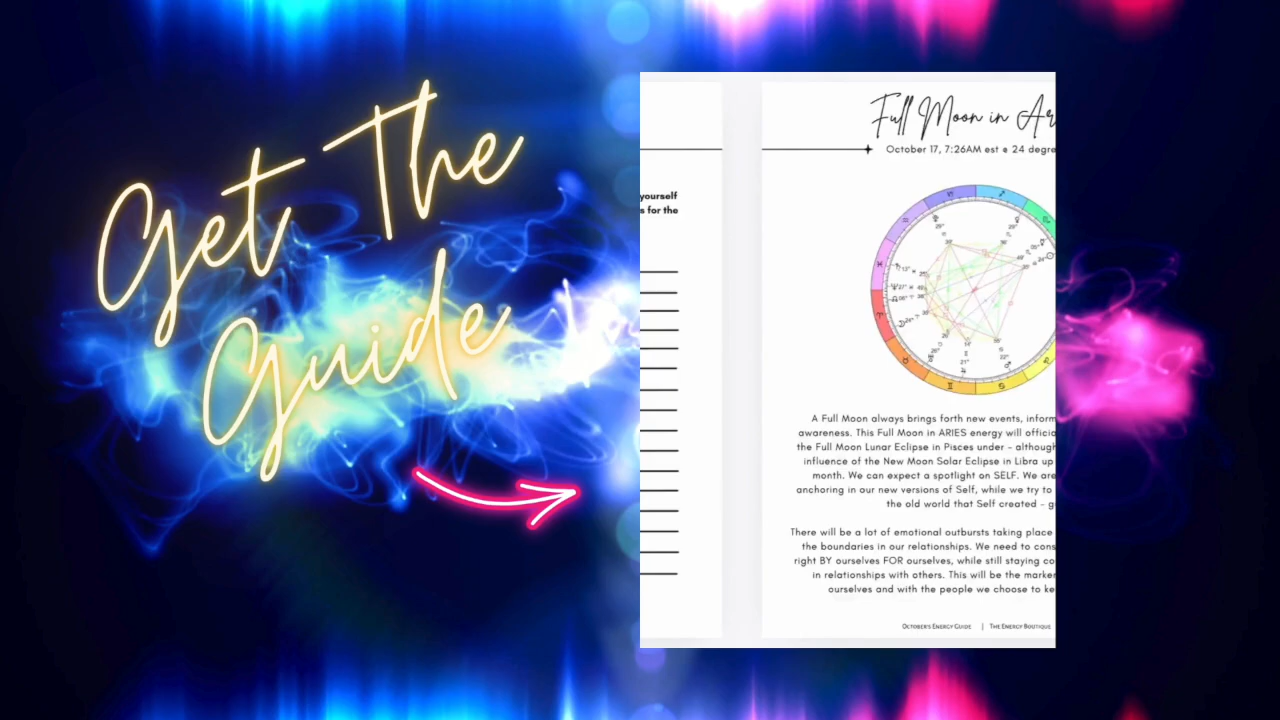 Get The
Guide
yourself
s for the
Full Moon in Ar
October 17, 7:26AM est @ 24 degre
A Full Moon always brings forth new events, inform
awareness. This Full Moon in ARIES energy will officia
the Full Moon Lunar Eclipse in Pisces under - although
influence of the New Moon Solar Eclipse in Libra up
month. We can expect a spotlight on SELF. We are
anchoring in our new versions of Self, while we try to
the old world that Self created - g
There will be a lot of emotional outbursts taking place
the boundaries in our relationships. We need to cons
right BY ourselves FOR ourselves, while still staying co
in relationships with others. This will be the marker
ourselves and with the people we choose to ke
October's Energy Guide | The Energy Boutique